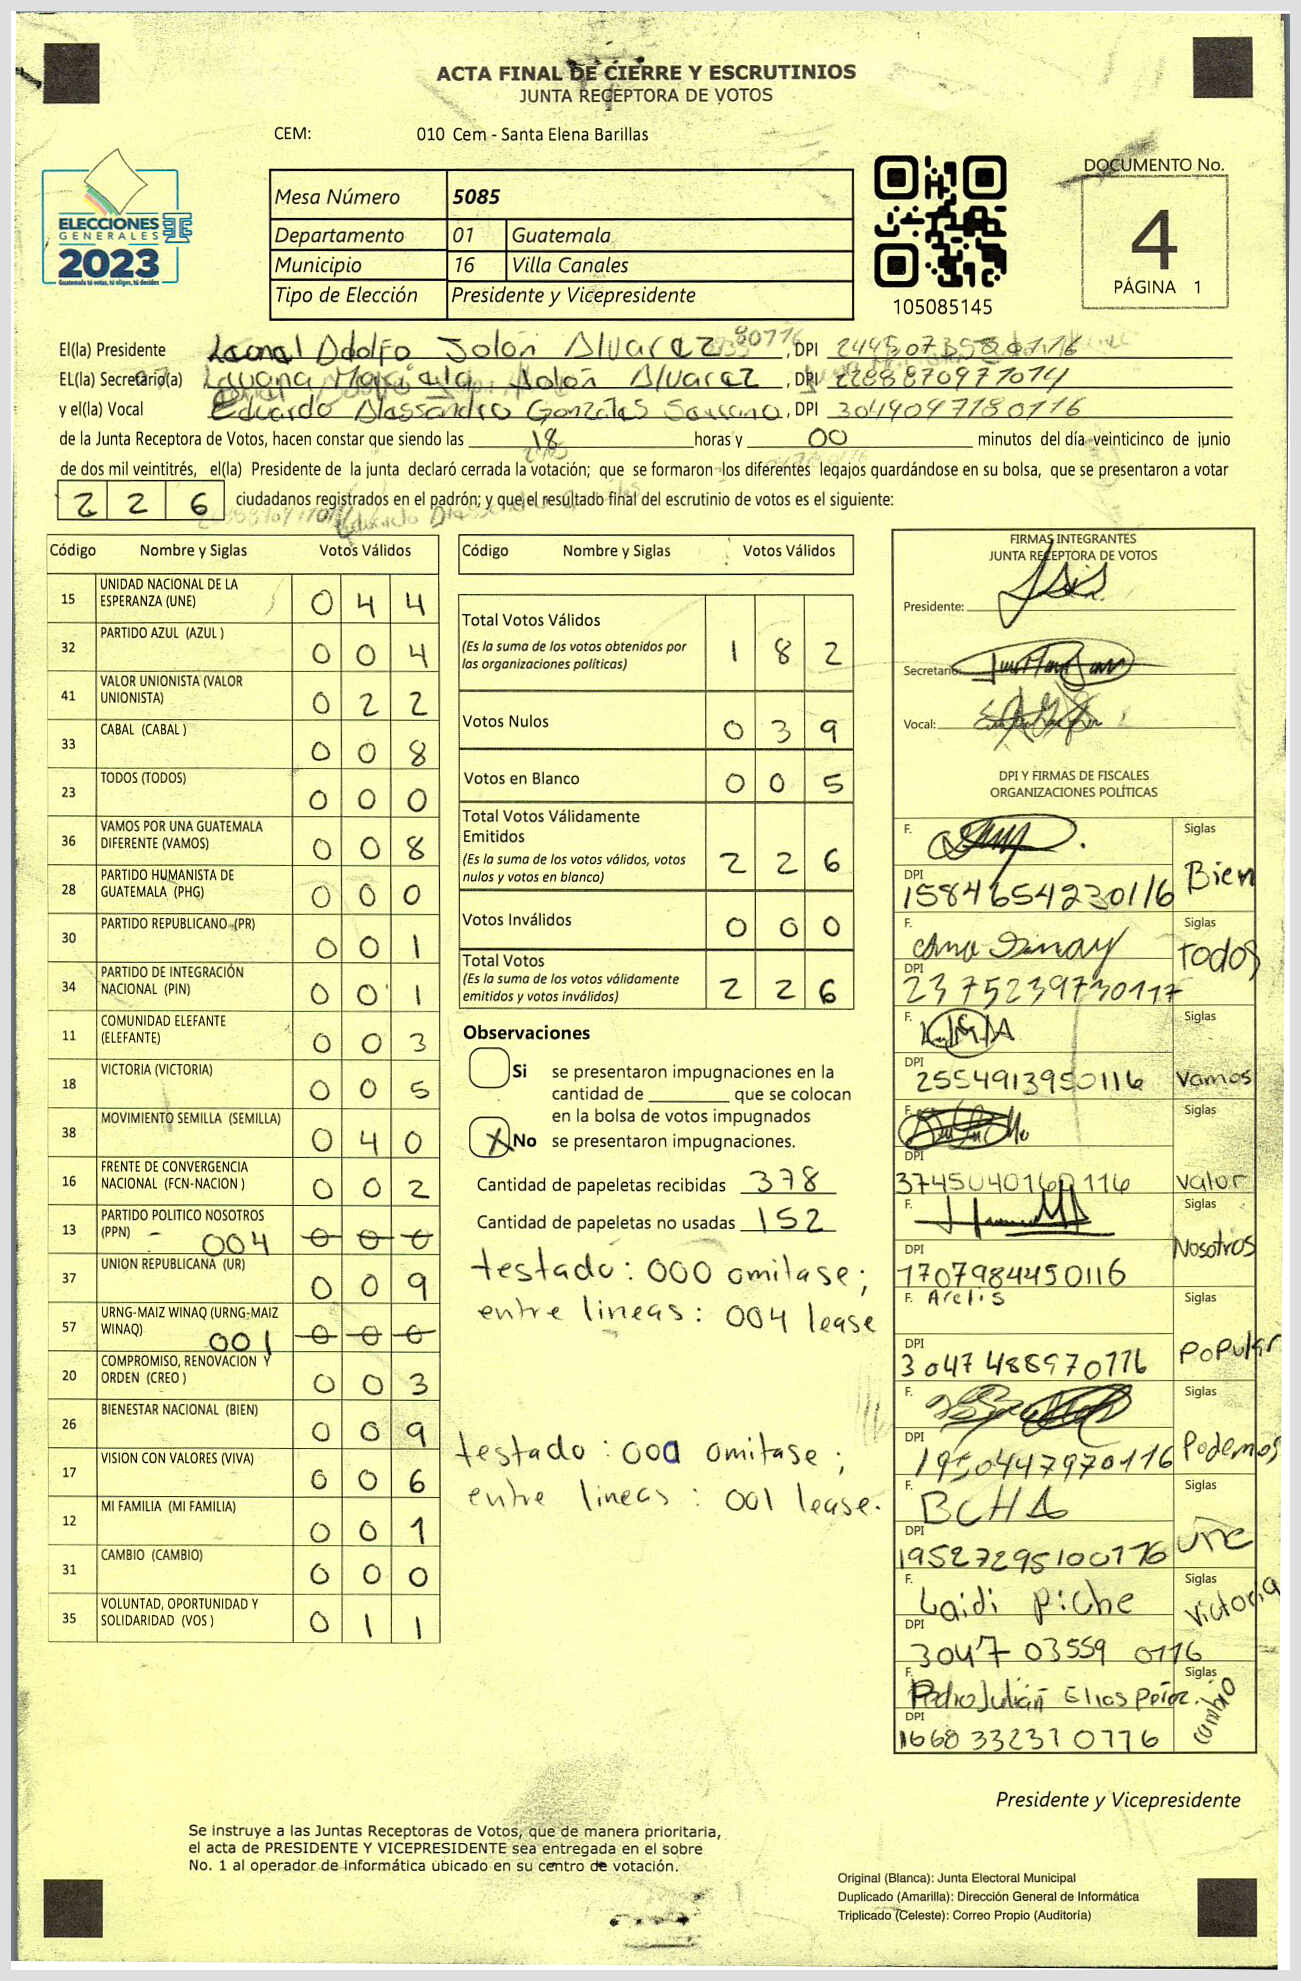 ACTA FINAL DE CIERRE Y ESCRUTINIOS
JUNTA RECEPTORA DE VOTOS
CEM: 010 Cem - Santa Elena Barillas
ELECCIONES
GENERALES
2023
Guatemala tú votas, tú eliges, tú decides
Mesa Número 5085
Departamento 01 Guatemala
Municipio 16 Villa Canales
Tipo de Elección Presidente y Vicepresidente
105085145
DOCUMENTO No.
4
PÁGINA 1
El(la) Presidente Leonel Adolfo Jolón Alvarez, DPI
EL(la) Secretario(a) Alvarez, DPI 2288870971014
y el(la) Vocal Eduardo Alessandro Gonzales, DPI 3049097180116
de la Junta Receptora de Votos, hacen constar que siendo las 18 horas y 00 minutos del día veinticinco de junio
de dos mil veintitrés, el(la) Presidente de la junta declaró cerrada la votación; que se formaron los diferentes legajos quardándose en su bolsa, que se presentaron a votar
2 2 6 ciudadanos registrados en el padrón; y que el resultado final del escrutinio de votos es el siguiente:
Código Nombre y Siglas Votos Válidos
15 UNIDAD NACIONAL DE LA ESPERANZA (UNE) 0 4 4
32 PARTIDO AZUL (AZUL ) 0 0 4
41 VALOR UNIONISTA (VALOR UNIONISTA) 0 2 2
33 CABAL (CABAL ) 0 0 8
23 TODOS (TODOS) 0 0 0
36 VAMOS POR UNA GUATEMALA DIFERENTE (VAMOS) 0 0 8
28 PARTIDO HUMANISTA DE GUATEMALA (PHG) 0 0 0
30 PARTIDO REPUBLICANO (PR) 0 0 1
34 PARTIDO DE INTEGRACIÓN NACIONAL (PIN) 0 0 1
11 COMUNIDAD ELEFANTE (ELEFANTE) 0 0 3
18 VICTORIA (VICTORIA) 0 0 5
38 MOVIMIENTO SEMILLA (SEMILLA) 0 4 0
16 FRENTE DE CONVERGENCIA NACIONAL (FCN-NACION ) 0 0 2
13 PARTIDO POLITICO NOSOTROS (PPN) - 004 0 0 0
37 UNION REPUBLICANA (UR) 0 0 9
57 URNG-MAIZ WINAQ (URNG-MAIZ WINAQ) 001 0 0 0
20 COMPROMISO, RENOVACION Y ORDEN (CREO ) 0 0 3
26 BIENESTAR NACIONAL (BIEN) 0 0 9
17 VISION CON VALORES (VIVA) 0 0 6
12 MI FAMILIA (MI FAMILIA) 0 0 1
31 CAMBIO (CAMBIO) 0 0 0
35 VOLUNTAD, OPORTUNIDAD Y SOLIDARIDAD (VOS ) 0 1 1
Código Nombre y Siglas Votos Válidos
Total Votos Válidos 1 8 2
(Es la suma de los votos obtenidos por
las organizaciones políticas)
Votos Nulos 0 3 9
Votos en Blanco 0 0 5
Total Votos Válidamente
Emitidos 2 2 6
(Es la suma de los votos válidos, votos
nulos y votos en blanco)
Votos Inválidos 0 0 0
Total Votos 2 2 6
(Es la suma de los votos válidamente
emitidos y votos inválidos)
Observaciones
Si se presentaron impugnaciones en la
cantidad de ________ que se colocan
en la bolsa de votos impugnados
X No se presentaron impugnaciones.
Cantidad de papeletas recibidas 378
Cantidad de papeletas no usadas 152
testado: 000 omitase;
entre lineas: 004 lease
testado: 000 omitase;
entre lineas: 001 lease.
FIRMAS INTEGRANTES
JUNTA RECEPTORA DE VOTOS
Presidente:
Secretario:
Vocal:
DPI Y FIRMAS DE FISCALES
ORGANIZACIONES POLÍTICAS
F. Siglas Bien
DPI 1584654230116
F. Siglas todos
DPI 2375239730117
F. Siglas Vamos
DPI 2554913950116
F. Siglas valor
DPI 3745040160116
F. Siglas Nosotros
DPI 1707984450116
F. Arelis Siglas Popular
DPI 3047488970116
F. Siglas Podemos
DPI 1950447970116
F. BCHA Siglas une
DPI 19527295100116
F. Laidi Piche Siglas Victoria
DPI 3047 03559 0116
F. Pedro Julián Elias Siglas cambio
DPI 1668 33237 0116
Presidente y Vicepresidente
Se instruye a las Juntas Receptoras de Votos, que de manera prioritaria,
el acta de PRESIDENTE Y VICEPRESIDENTE sea entregada en el sobre
No. 1 al operador de informática ubicado en su centro de votación.
Original (Blanca): Junta Electoral Municipal
Duplicado (Amarilla): Dirección General de Informática
Triplicado (Celeste): Correo Propio (Auditoría)